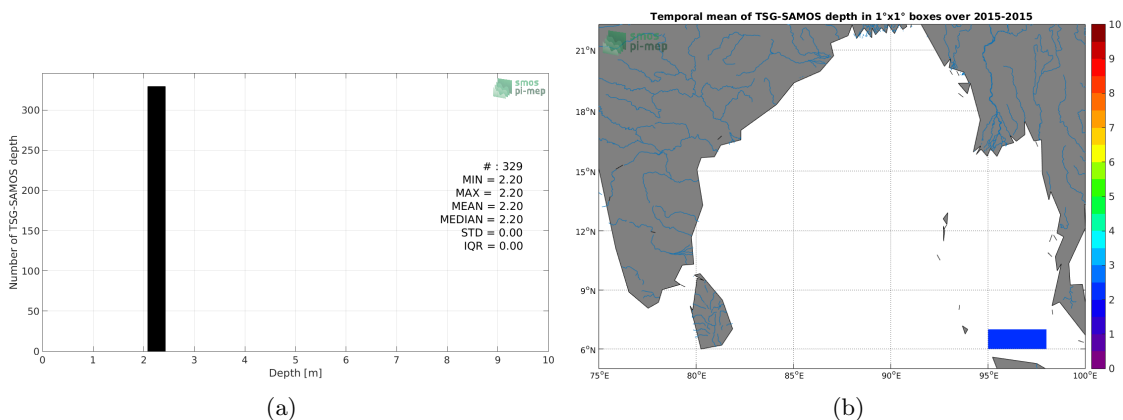 smos
pi-mep
300
250
200
150
100
50
0
Number of TSG-SAMOS depth
# : 329
MIN = 2.20
MAX = 2.20
MEAN = 2.20
MEDIAN = 2.20
STD = 0.00
IQR = 0.00
0 1 2 3 4 5 6 7 8 9 10
Depth [m]
(a)
Temporal mean of TSG-SAMOS depth in 1°x1° boxes over 2015-2015
smos
pi-mep
21°N
18°N
15°N
12°N
9°N
6°N
75°E 80°E 85°E 90°E 95°E 100°E
10
9
8
7
6
5
4
3
2
1
0
(b)